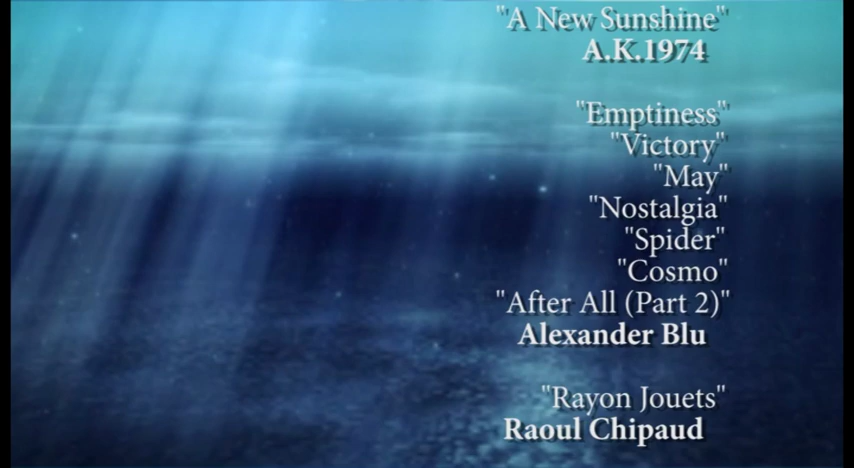 "A New Sunshine"
A.K.1974
"Emptiness"
"Victory"
"May"
"Nostalgia"
"Spider"
"Cosmo"
"After All (Part 2)"
Alexander Blu
"Rayon Jouets"
Raoul Chipaud